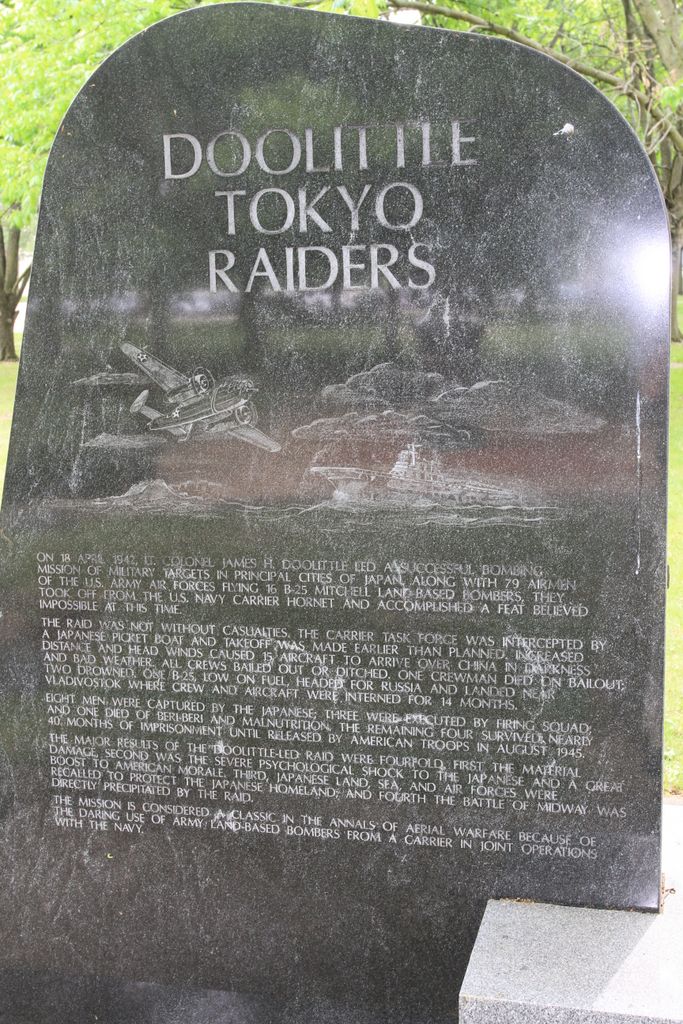 DOOLITTLE
TOKYO
RAIDERS
ON 18 APRIL 1942, LT. COLONEL JAMES H. DOOLITTLE LED A SUCCESSFUL BOMBING
MISSION OF MILITARY TARGETS IN PRINCIPAL CITIES OF JAPAN. ALONG WITH 79 AIRMEN
OF THE U.S. ARMY AIR FORCES FLYING 16 B-25 MITCHELL LAND-BASED BOMBERS, THEY
TOOK OFF FROM THE U.S. NAVY CARRIER HORNET AND ACCOMPLISHED A FEAT BELIEVED
IMPOSSIBLE AT THIS TIME.
THE RAID WAS NOT WITHOUT CASUALTIES. THE CARRIER TASK FORCE WAS INTERCEPTED BY
A JAPANESE PICKET BOAT AND TAKEOFF WAS MADE EARLIER THAN PLANNED. INCREASED
DISTANCE AND HEAD WINDS CAUSED 15 AIRCRAFT TO ARRIVE OVER CHINA IN DARKNESS
AND BAD WEATHER. ALL CREWS BAILED OUT OR DITCHED. ONE CREWMAN DIED ON BAILOUT;
TWO DROWNED. ONE B-25, LOW ON FUEL, HEADED FOR RUSSIA AND LANDED NEAR
VLADIVOSTOK WHERE CREW AND AIRCRAFT WERE INTERNED FOR 14 MONTHS.
EIGHT MEN WERE CAPTURED BY THE JAPANESE; THREE WERE EXECUTED BY FIRING SQUAD,
AND ONE DIED OF BERI-BERI AND MALNUTRITION. THE REMAINING FOUR SURVIVED NEARLY
40 MONTHS OF IMPRISONMENT UNTIL RELEASED BY AMERICAN TROOPS IN AUGUST 1945.
THE MAJOR RESULTS OF THE DOOLITTLE-LED RAID WERE FOURFOLD. FIRST THE MATERIAL
DAMAGE, SECOND WAS THE SEVERE PSYCHOLOGICAL SHOCK TO THE JAPANESE AND A GREAT
BOOST TO AMERICAN MORALE. THIRD, JAPANESE LAND, SEA, AND AIR FORCES WERE
RECALLED TO PROTECT THE JAPANESE HOMELAND; AND FOURTH THE BATTLE OF MIDWAY WAS
DIRECTLY PRECIPITATED BY THE RAID.
THE MISSION IS CONSIDERED A CLASSIC IN THE ANNALS OF AERIAL WARFARE BECAUSE OF
THE DARING USE OF ARMY LAND-BASED BOMBERS FROM A CARRIER IN JOINT OPERATIONS
WITH THE NAVY.